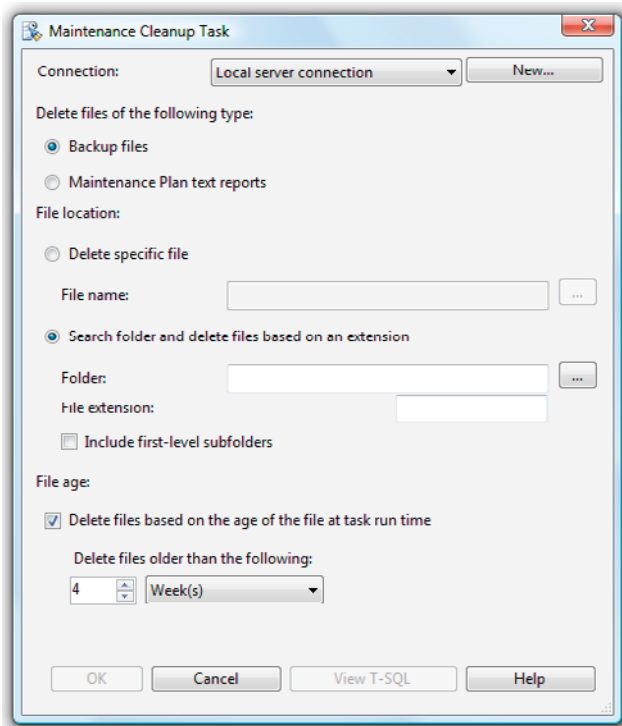 Maintenance Cleanup Task
Connection: Local server connection New...
Delete files of the following type:
Backup files
Maintenance Plan text reports
File location:
Delete specific file
File name: ...
Search folder and delete files based on an extension
Folder: ...
File extension:
Include first-level subfolders
File age:
Delete files based on the age of the file at task run time
Delete files older than the following:
4 Week(s)
OK Cancel View T-SQL Help